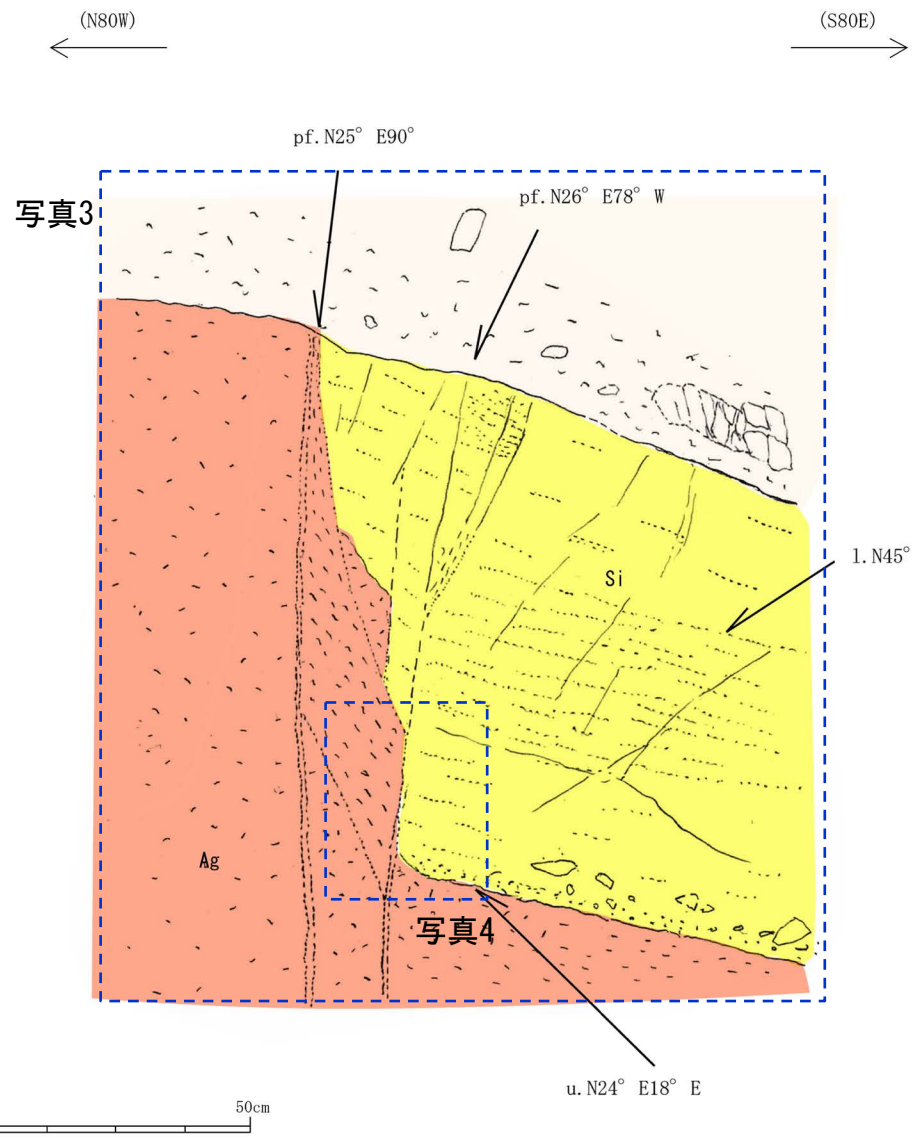 (N80W)
(S80E)
pf.N25° E90°
写真3
pf.N26° E78° W
l.N45°
Si
Ag
写真4
u.N24° E18° E
50cm